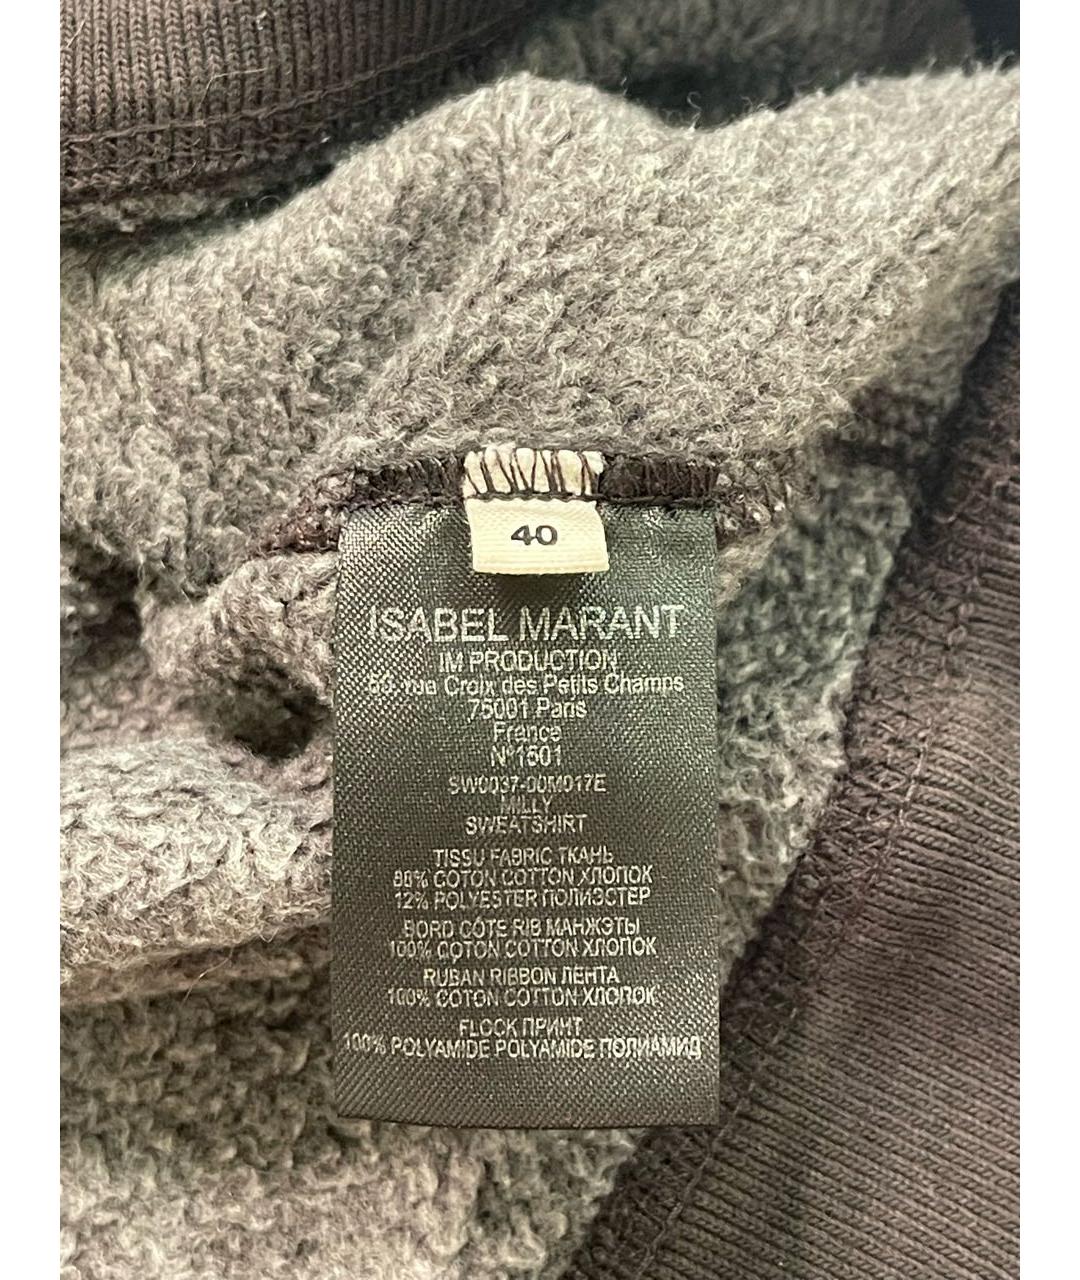 40
ISABEL MARANT
IM PRODUCTION
50 rue Croix des Petits Champs
75001 Paris
France
N°1501
SW0037-00M017E
MILLY
SWEATSHIRT
TISSU FABRIC ТКАНЬ
88% COTON COTTON ХЛОПОК
12% POLYESTER ПОЛИЭСТЕР
BORD CÔTE RIB МАНЖЭТЫ
100% COTON COTTON ХЛОПОК
RUBAN RIBBON ЛЕНТА
100% COTON COTTON ХЛОПОК
FLOCK ПРИНТ
100% POLYAMIDE POLYAMIDE ПОЛИАМИД